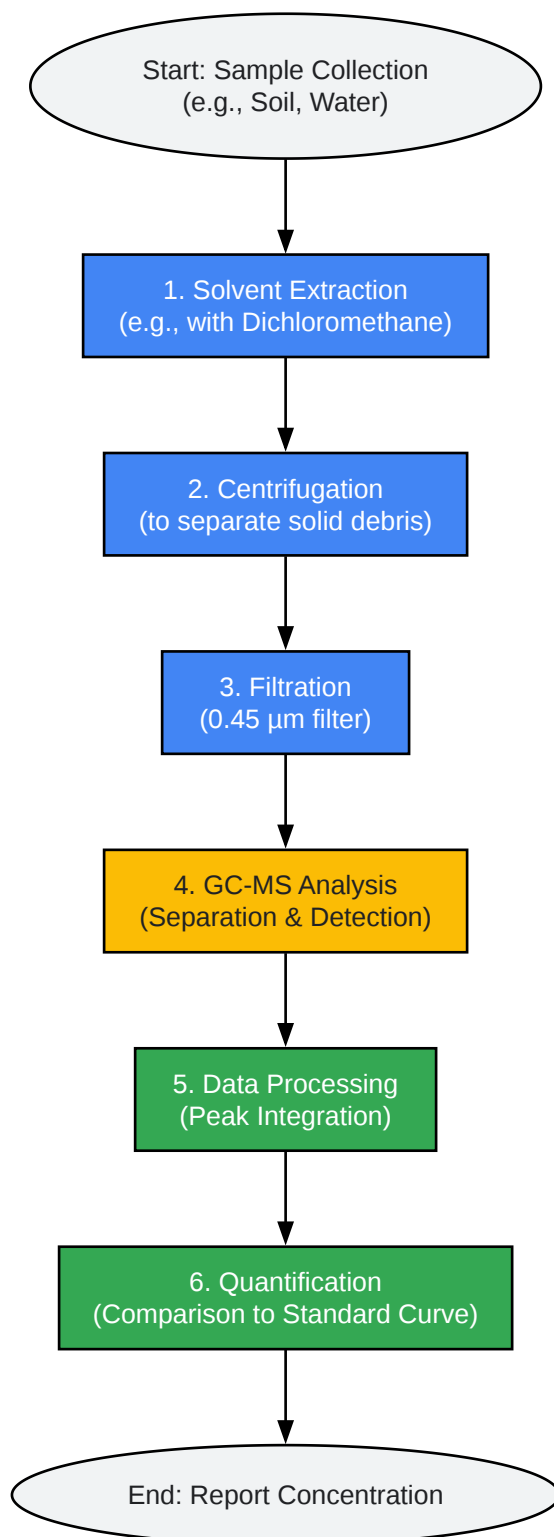 Start: Sample Collection
(e.g., Soil, Water)
1. Solvent Extraction
(e.g., with Dichloromethane)
2. Centrifugation
(to separate solid debris)
3. Filtration
(0.45 µm filter)
4. GC-MS Analysis
(Separation & Detection)
5. Data Processing
(Peak Integration)
6. Quantification
(Comparison to Standard Curve)
End: Report Concentration